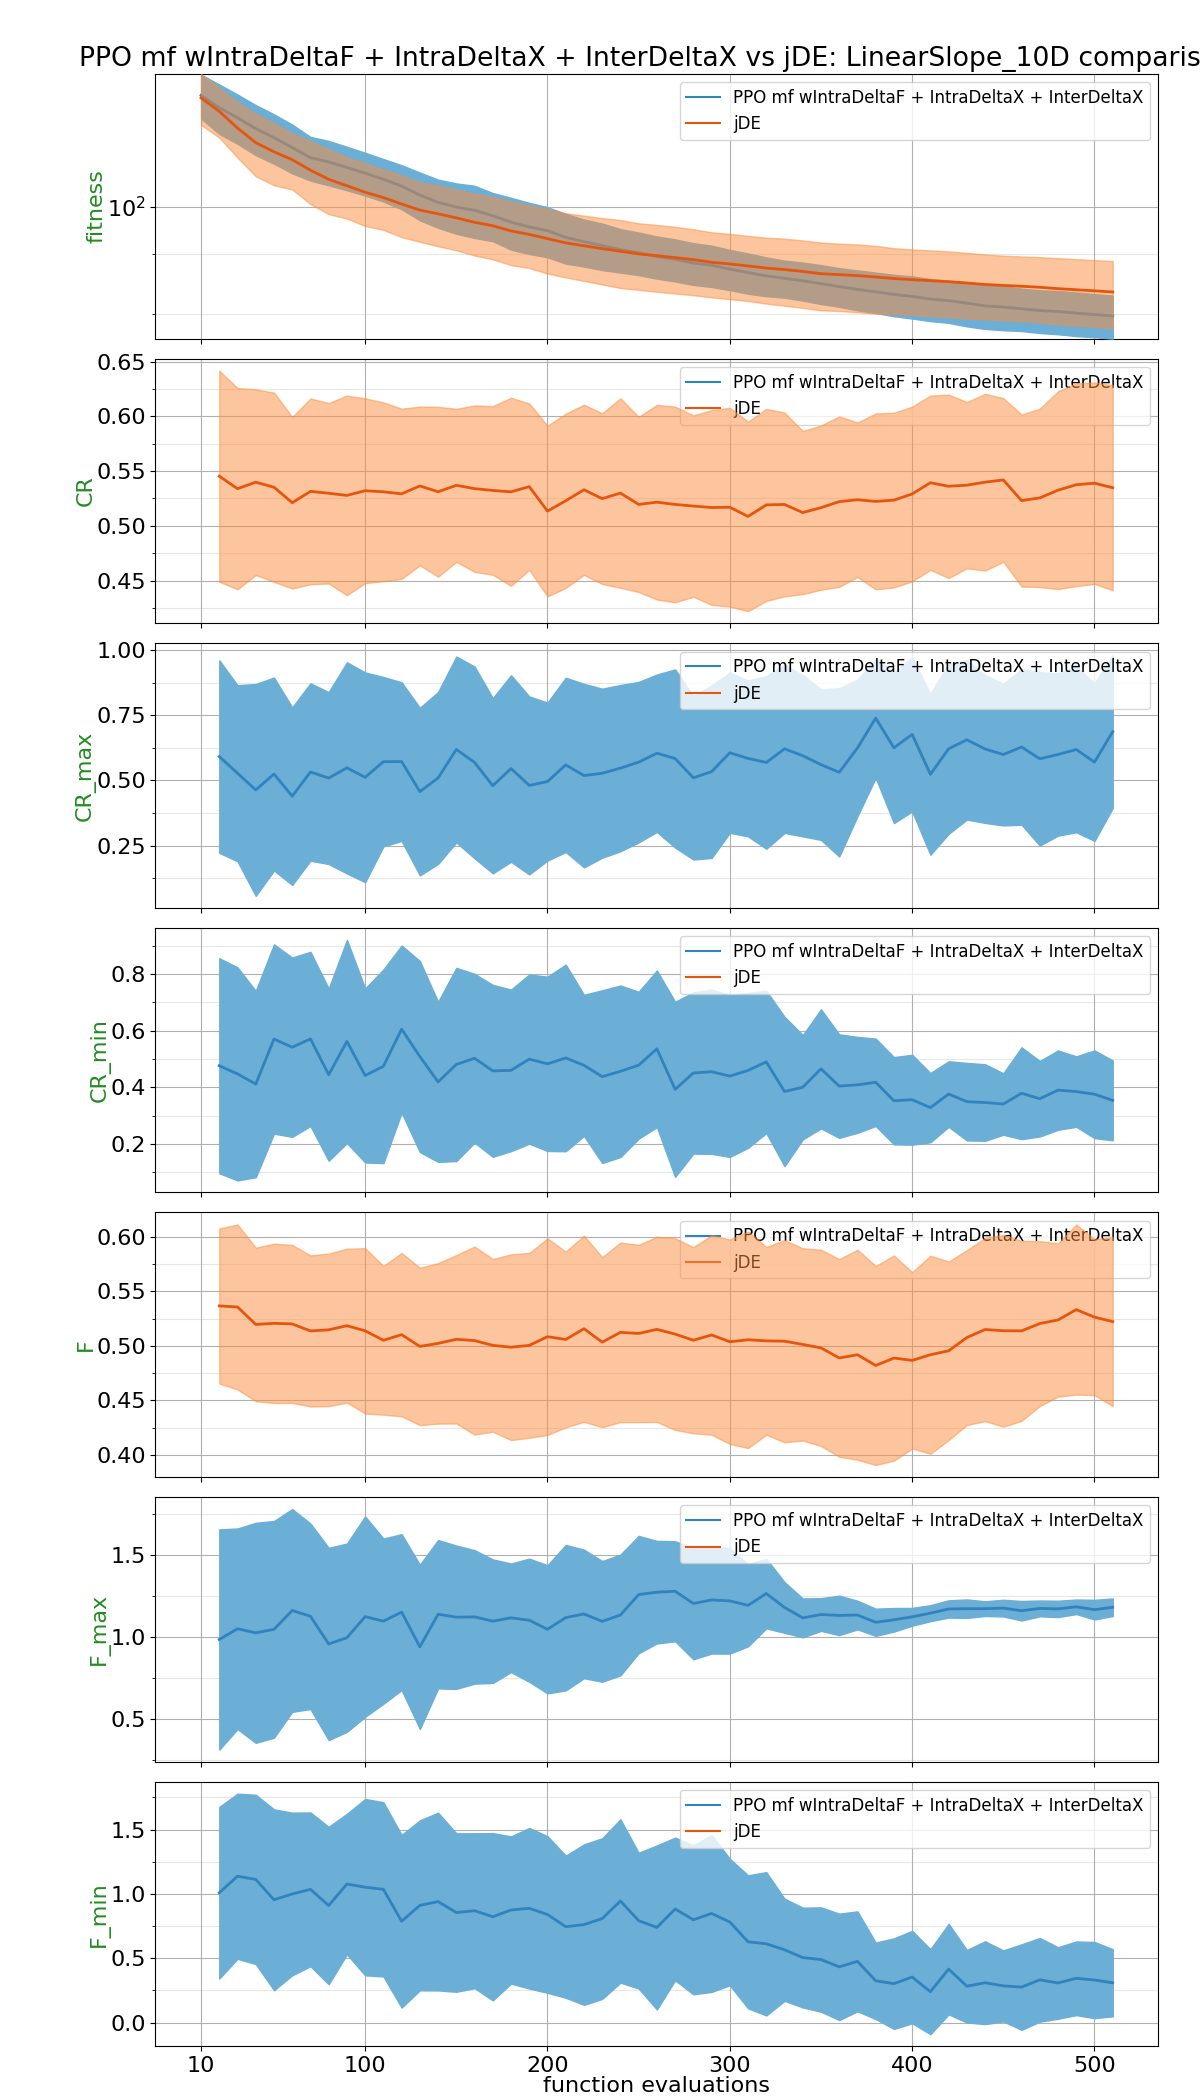 PPO mf wIntraDeltaF + IntraDeltaX + InterDeltaX vs jDE: LinearSlope_10D comparis
PPO mf wIntraDeltaF + IntraDeltaX + InterDeltaX
jDE
fitness
10²
PPO mf wIntraDeltaF + IntraDeltaX + InterDeltaX
jDE
CR
0.65
0.60
0.55
0.50
0.45
PPO mf wIntraDeltaF + IntraDeltaX + InterDeltaX
jDE
CR_max
1.00
0.75
0.50
0.25
PPO mf wIntraDeltaF + IntraDeltaX + InterDeltaX
jDE
CR_min
0.8
0.6
0.4
0.2
PPO mf wIntraDeltaF + IntraDeltaX + InterDeltaX
jDE
F
0.60
0.55
0.50
0.45
0.40
PPO mf wIntraDeltaF + IntraDeltaX + InterDeltaX
jDE
F_max
1.5
1.0
0.5
PPO mf wIntraDeltaF + IntraDeltaX + InterDeltaX
jDE
F_min
1.5
1.0
0.5
0.0
10 100 200 300 400 500
function evaluations